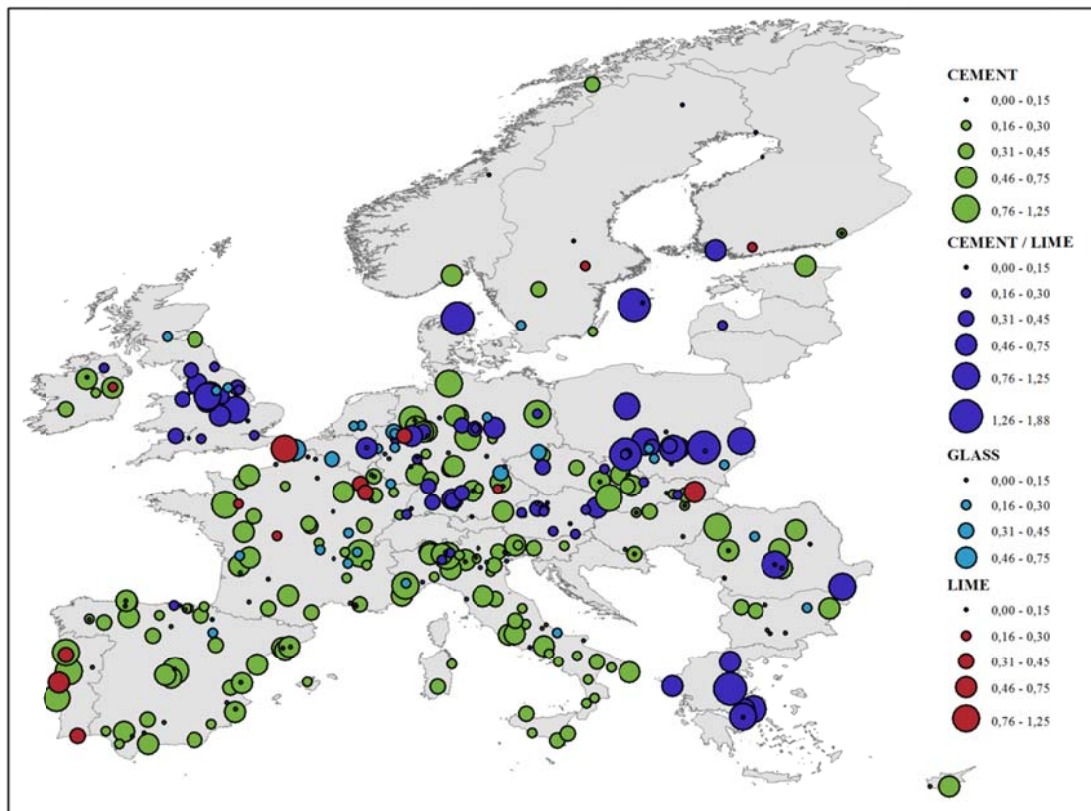 CEMENT
0,00 - 0,15
0,16 - 0,30
0,31 - 0,45
0,46 - 0,75
0,76 - 1,25
CEMENT / LIME
0,00 - 0,15
0,16 - 0,30
0,31 - 0,45
0,46 - 0,75
0,76 - 1,25
1,26 - 1,88
GLASS
0,00 - 0,15
0,16 - 0,30
0,31 - 0,45
0,46 - 0,75
LIME
0,00 - 0,15
0,16 - 0,30
0,31 - 0,45
0,46 - 0,75
0,76 - 1,25